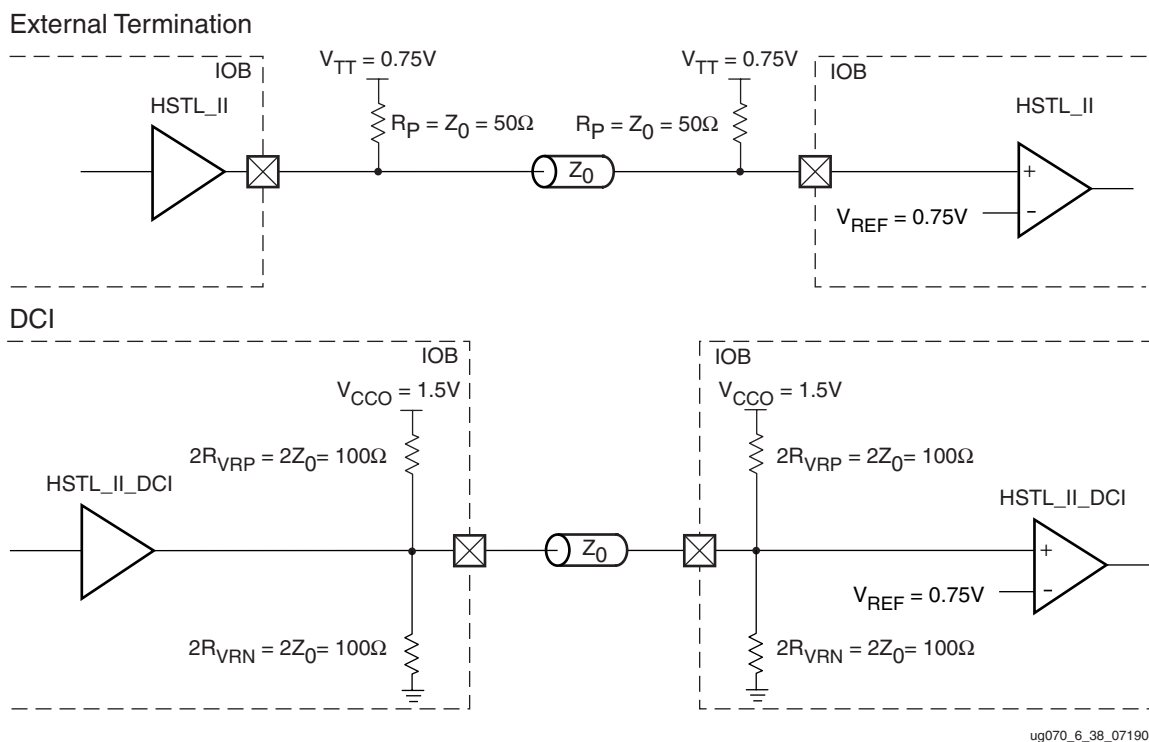 External Termination
IOB
HSTL_II
V_TT = 0.75V
R_P = Z_0 = 50Ω
Z_0
V_TT = 0.75V
R_P = Z_0 = 50Ω
IOB
HSTL_II
+
–
V_REF = 0.75V
DCI
IOB
V_CCO = 1.5V
2R_VRP = 2Z_0= 100Ω
HSTL_II_DCI
2R_VRN = 2Z_0= 100Ω
Z_0
IOB
V_CCO = 1.5V
2R_VRP = 2Z_0= 100Ω
HSTL_II_DCI
+
–
V_REF = 0.75V
2R_VRN = 2Z_0= 100Ω
ug070_6_38_07190